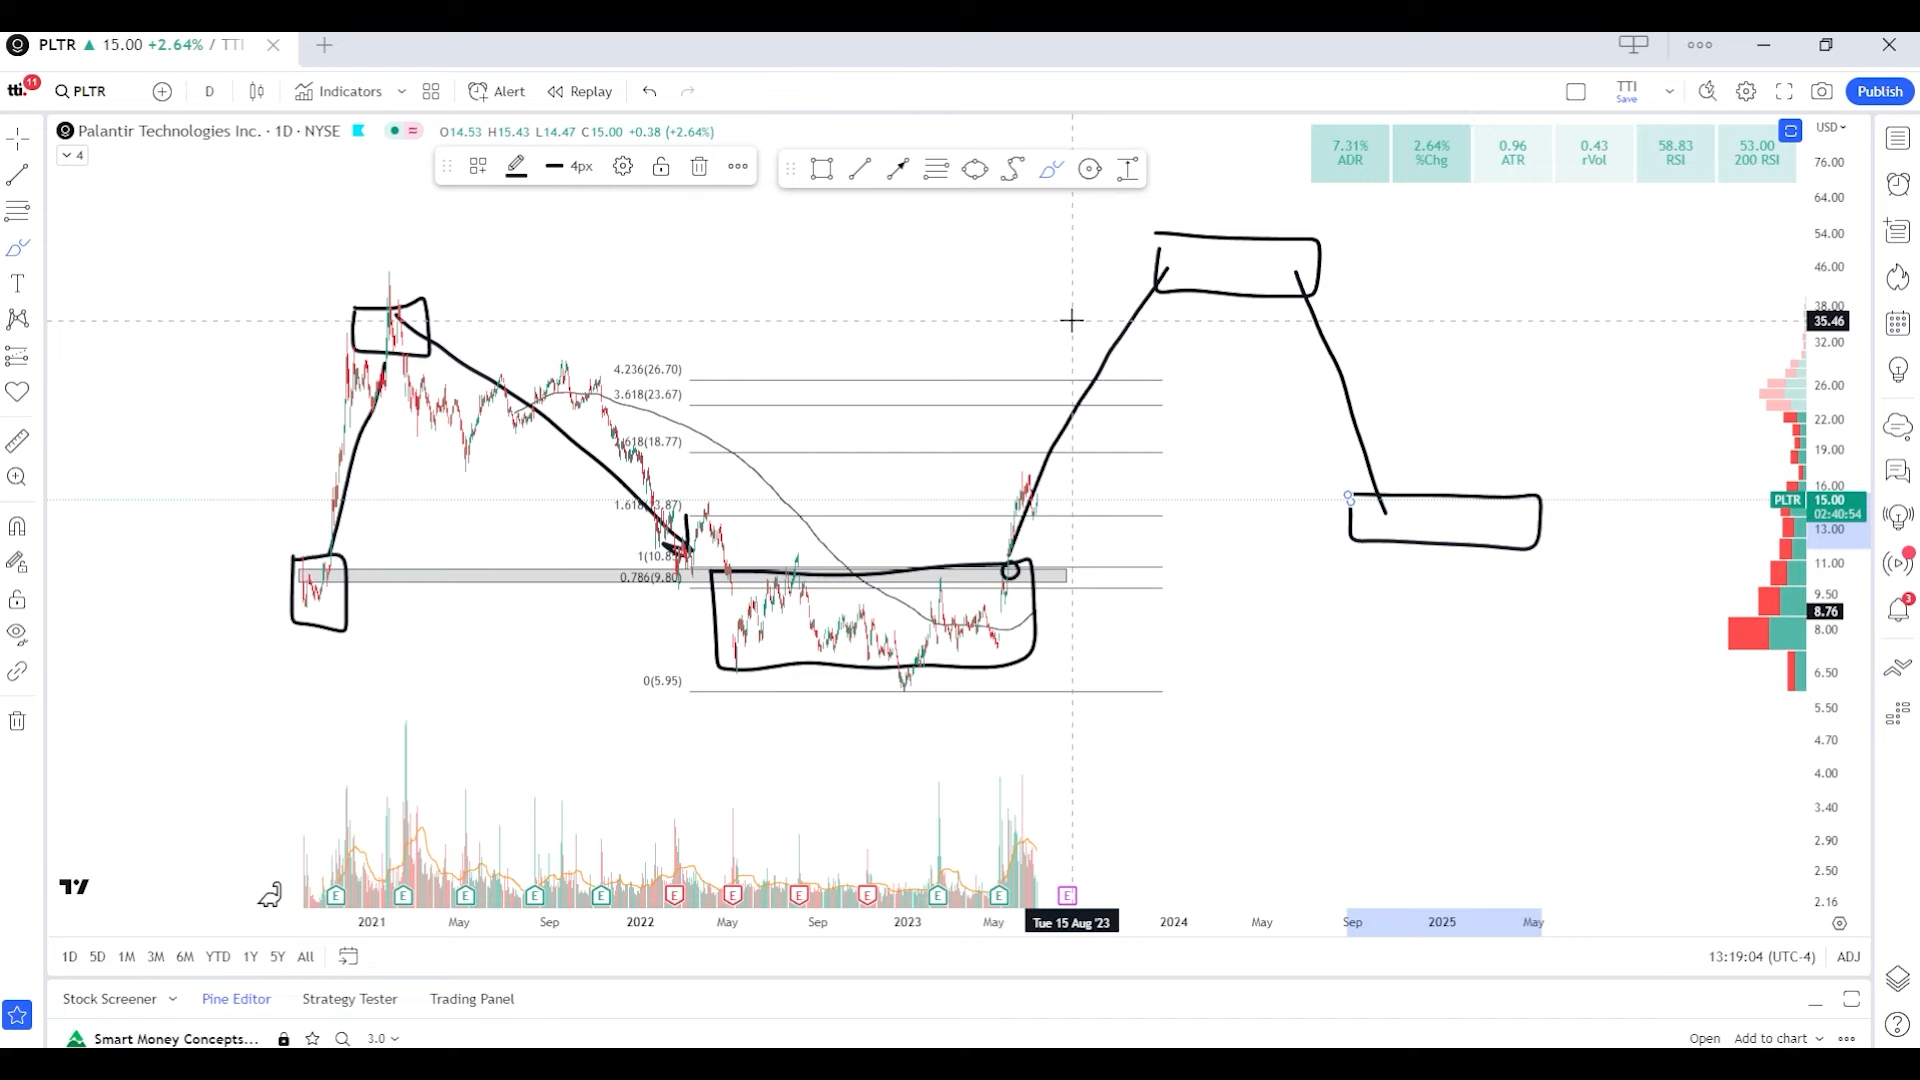 PLTR ▲ 15.00 +2.64% / TTI
tti. 11 PLTR D Indicators Alert Replay TTI Save Publish
Palantir Technologies Inc. · 1D · NYSE O14.53 H15.43 L14.47 C15.00 +0.38 (+2.64%)
4
4px
7.31% ADR
2.64% %Chg
0.96 ATR
0.43 rVol
58.83 RSI
53.00 200 RSI
USD
76.00
64.00
54.00
46.00
38.00
35.46
32.00
26.00
22.00
19.00
16.00
PLTR 15.00
02:40:54
13.00
11.00
9.50
8.76
8.00
6.50
5.50
4.70
4.00
3.40
2.90
2.50
2.16
4.236(26.70)
3.618(23.67)
2.618(18.77)
0.786(9.80)
0(5.95)
E E E E E E E E E E E E
2021 May Sep 2022 May Sep 2023 May Tue 15 Aug '23 2024 May Sep 2025 May
1D 5D 1M 3M 6M YTD 1Y 5Y All 13:19:04 (UTC-4) ADJ
Stock Screener Pine Editor Strategy Tester Trading Panel
Smart Money Concepts... 3.0 Open Add to chart
3